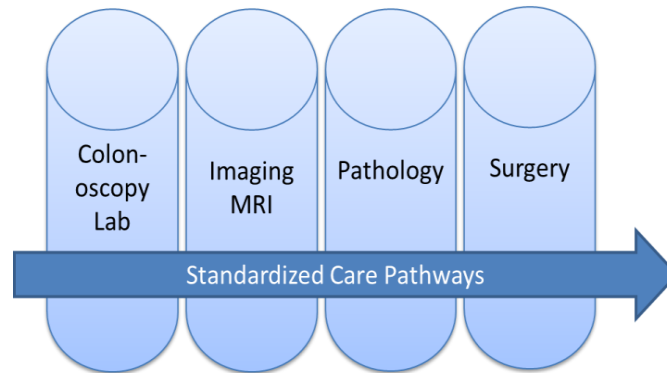 Colon-
oscopy
Lab
Imaging
MRI
Pathology
Surgery
Standardized Care Pathways